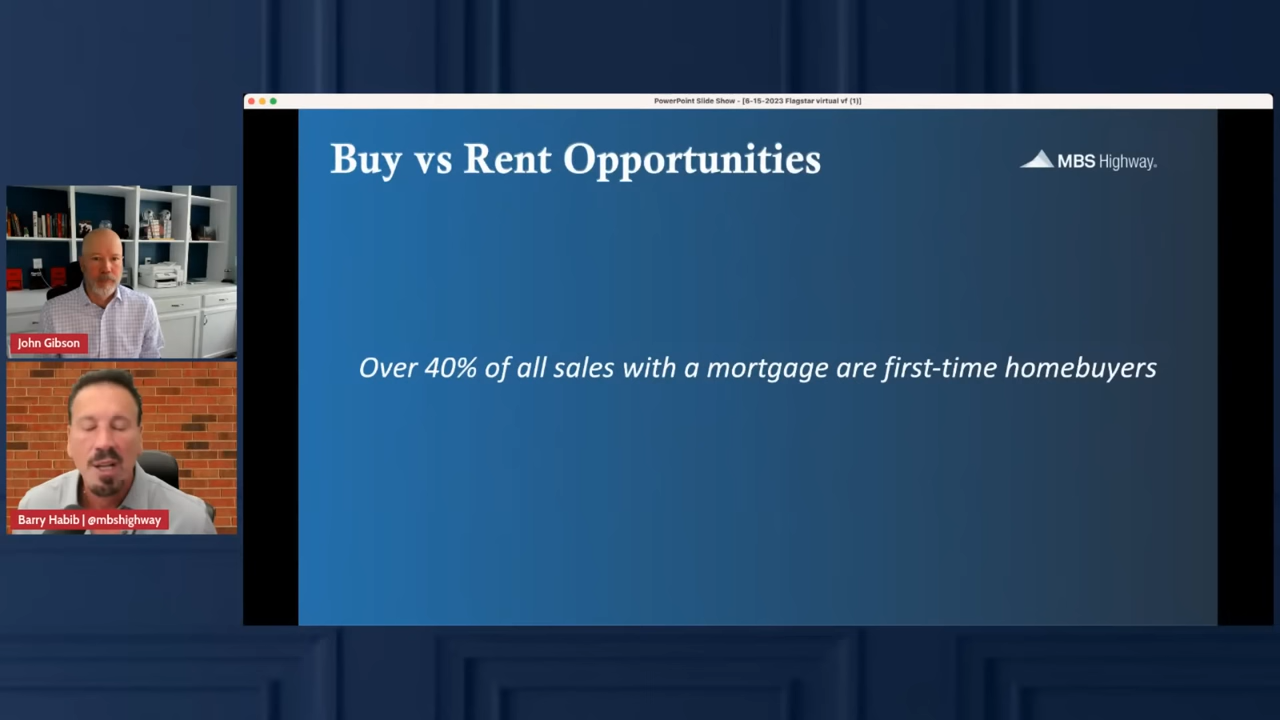 PowerPoint Slide Show - [6-15-2023 Flagstar virtual vf (1)]
Buy vs Rent Opportunities
MBS Highway
Over 40% of all sales with a mortgage are first-time homebuyers
John Gibson
Barry Habib | @mbshighway